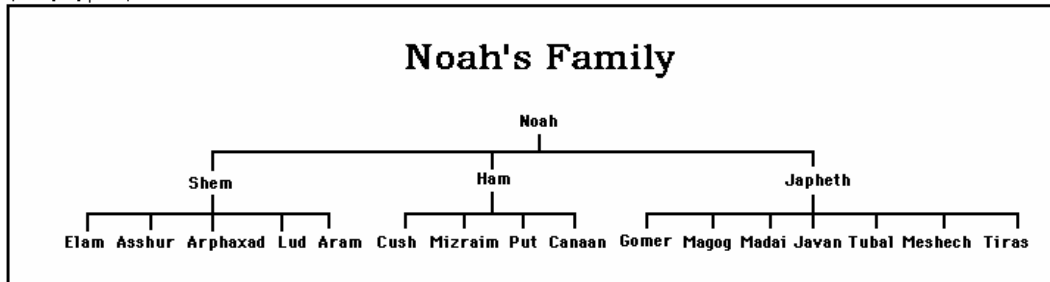 Noah's Family
Noah
Shem Ham Japheth
Elam Asshur Arphaxad Lud Aram Cush Mizraim Put Canaan Gomer Magog Madai Javan Tubal Meshech Tiras